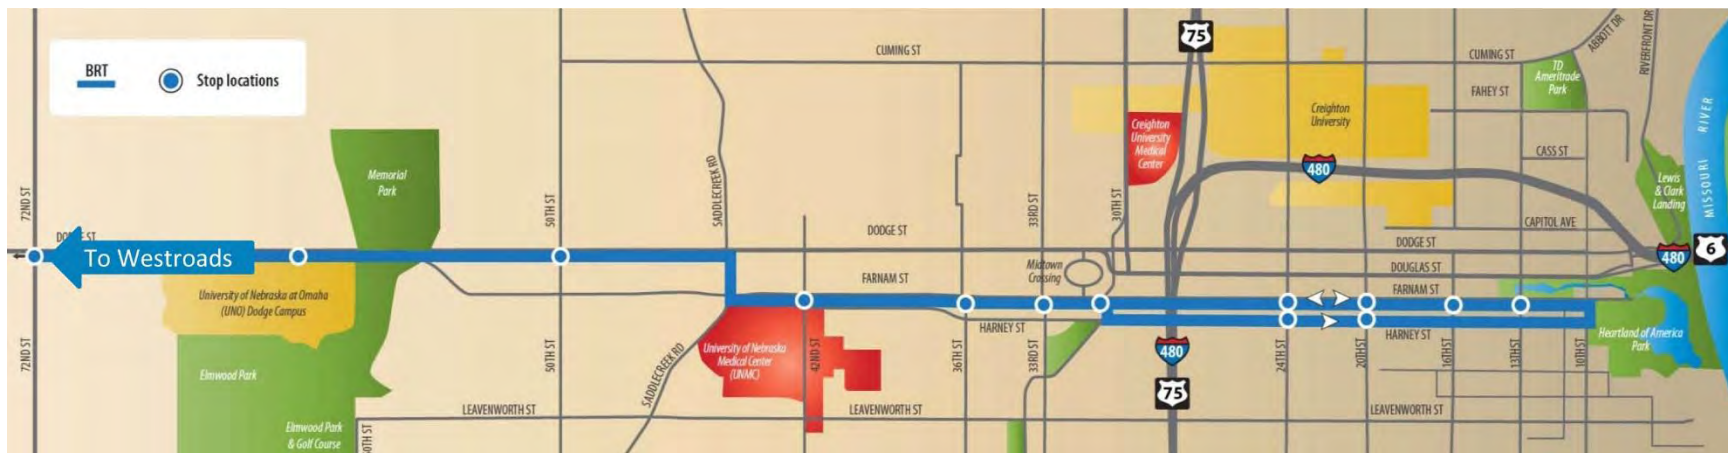 BRT
Stop locations
72ND ST
72ND ST
DODGE ST
To Westroads
Memorial
Park
University of Nebraska at Omaha
(UNO) Dodge Campus
Elmwood Park
Elmwood Park
& Golf Course
50TH ST
50TH ST
SADDLECREEK RD
SADDLECREEK RD
University of Nebraska
Medical Center
(UNMC)
LEAVENWORTH ST
42ND ST
LEAVENWORTH ST
CUMING ST
DODGE ST
FARNAM ST
HARNEY ST
36TH ST
33RD ST
33RD ST
Midtown
Crossing
30TH ST
Creighton
University
Medical
Center
75
480
75
Creighton
University
480
CUMING ST
FAHEY ST
CASS ST
CAPITOL AVE
DODGE ST
DOUGLAS ST
FARNAM ST
HARNEY ST
24TH ST
20TH ST
16TH ST
13TH ST
10TH ST
LEAVENWORTH ST
TD
Ameritrade
Park
ABBOTT DR
RIVERFRONT DR
MISSOURI RIVER
Lewis
& Clark
Landing
480
6
Heartland of America
Park